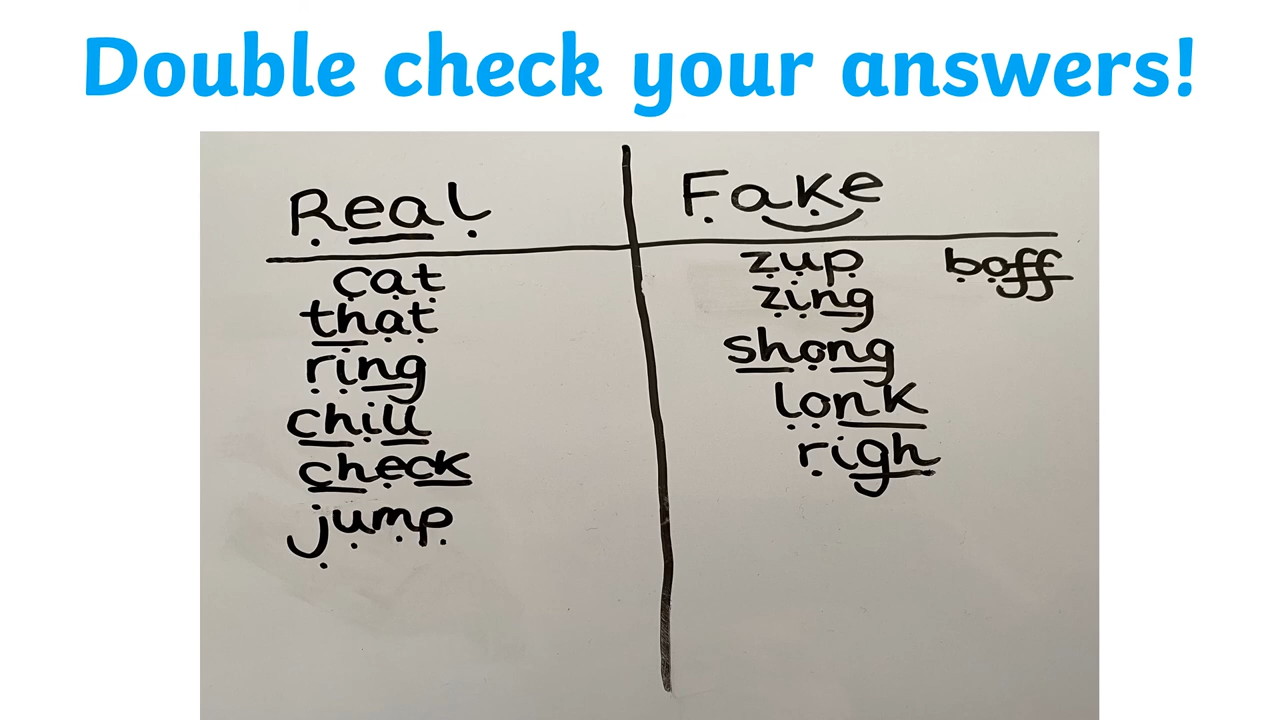 Double check your answers!
Real
Fake
cat
that
ring
chill
check
jump
zup
boff
zing
shong
lonk
righ